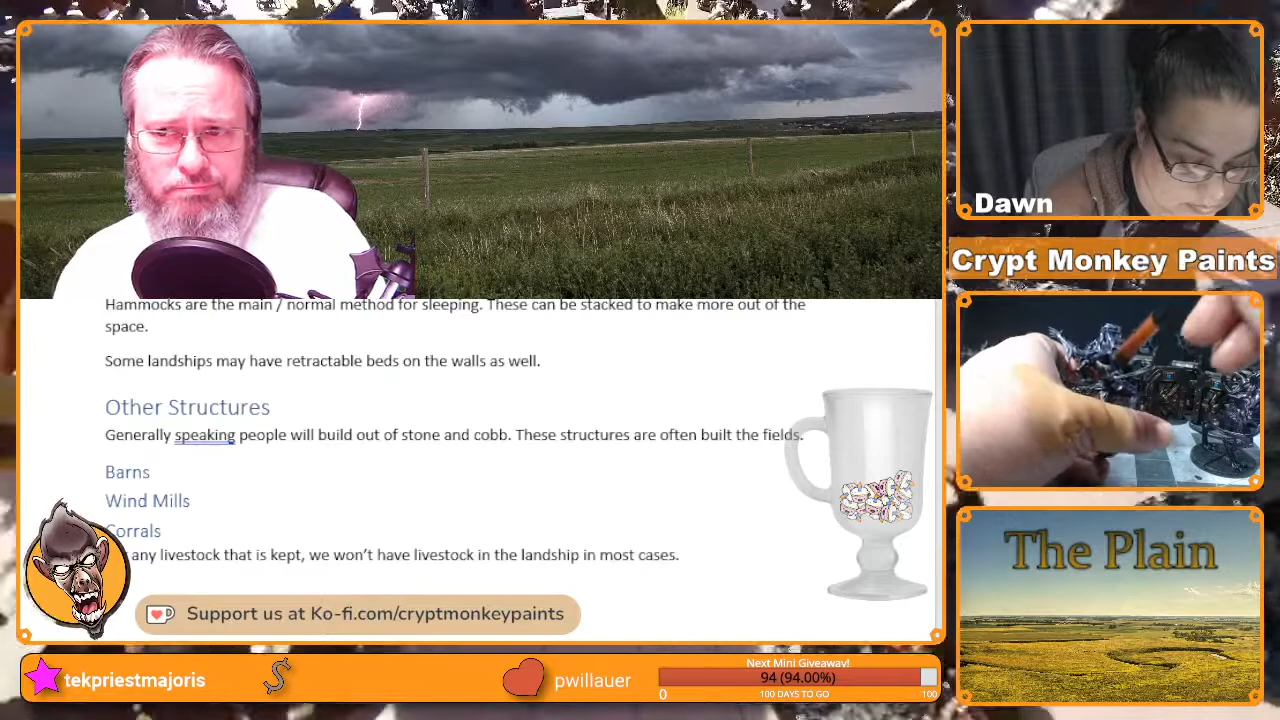 Dawn
Crypt Monkey Paints
Hammocks are the main / normal method for sleeping. These can be stacked to make more out of the
space.
Some landships may have retractable beds on the walls as well.
Other Structures
Generally speaking people will build out of stone and cobb. These structures are often built the fields.
Barns
Wind Mills
Corrals
any livestock that is kept, we won't have livestock in the landship in most cases.
Support us at Ko-fi.com/cryptmonkeypaints
The Plain
tekpriestmajoris
pwillauer
Next Mini Giveaway!
94 (94.00%)
0 100 DAYS TO GO 100